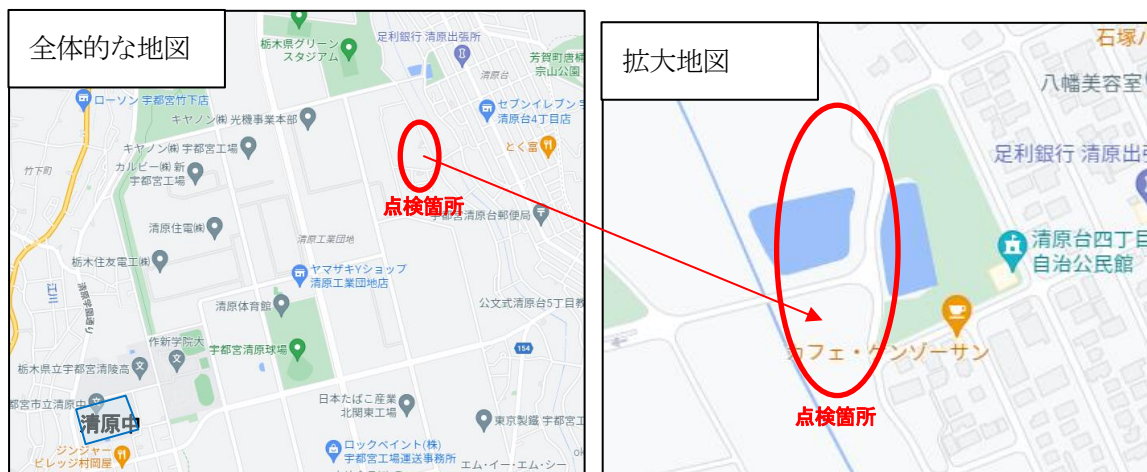 全体的な地図
栃木県グリーン
スタジアム
足利銀行 清原出張所
清原台
芳賀町唐桶
宗山公園
ローソン 宇都宮竹下店
キヤノン㈱ 光機事業本部
セブンイレブン
清原台4丁目店
キヤノン㈱ 宇都宮工場
とく富
竹下町
カルビー㈱ 新
宇都宮工場
点検箇所
宇都宮清原台郵便局
清原住電㈱
清原工業団地
栃木住友電工㈱
ヤマザキYショップ
清原工業団地店
江川
清原学園通り
清原体育館
公文式清原台5丁目教
作新学院大
宇都宮清原球場
154
栃木県立宇都宮清陵高
日本たばこ産業
北関東工場
都宮市立清原中
清原中
東京製鐵 宇都宮工
ジンジャー
ビレッジ村岡屋
ロックペイント(株)
宇都宮工場運送事務所
エム・イー・エム・シー
拡大地図
石塚
八幡美容室
足利銀行 清原出張
清原台四丁目
自治公民館
カフェ・ケンゾーサン
点検箇所